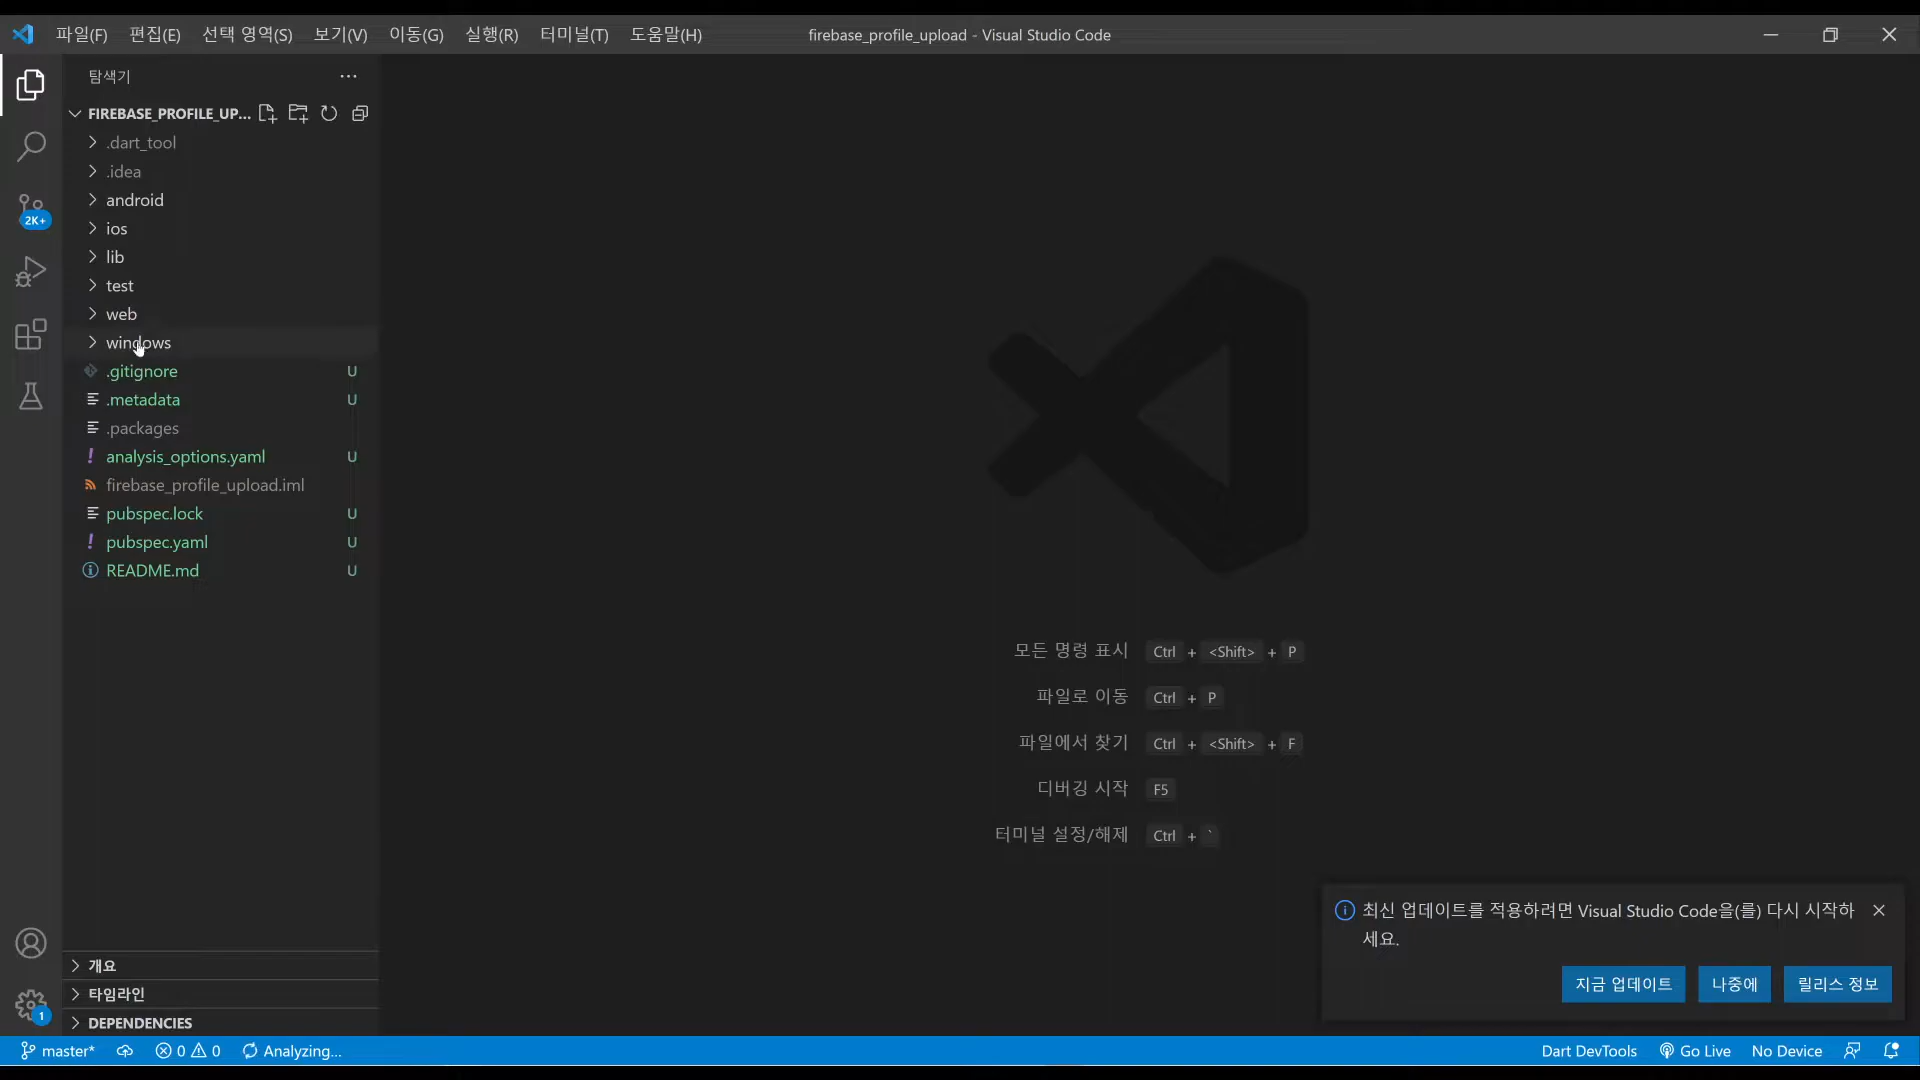 파일(F) 편집(E) 선택 영역(S) 보기(V) 이동(G) 실행(R) 터미널(T) 도움말(H) firebase_profile_upload - Visual Studio Code
탐색기
FIREBASE_PROFILE_UP...
.dart_tool
.idea
android
2K+
ios
lib
test
web
windows
.gitignore U
.metadata U
.packages
analysis_options.yaml U
firebase_profile_upload.iml
pubspec.lock U
pubspec.yaml U
README.md U
모든 명령 표시 Ctrl + <Shift> + P
파일로 이동 Ctrl + P
파일에서 찾기 Ctrl + <Shift> + F
디버깅 시작 F5
터미널 설정/해제 Ctrl + `
최신 업데이트를 적용하려면 Visual Studio Code을(를) 다시 시작하
세요.
지금 업데이트 나중에 릴리스 정보
개요
타임라인
1
DEPENDENCIES
master* 0 0 Analyzing... Dart DevTools Go Live No Device